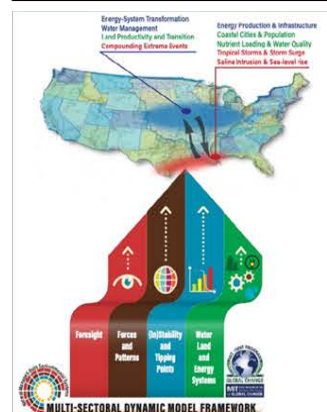 Energy-System Transformation
Water Management
Land Productivity and Transition
Compounding Extreme Events
Energy Production & Infrastructure
Coastal Cities & Population
Nutrient Loading & Water Quality
Tropical Storms & Storm Surge
Saline Intrusion & Sea-level rise
Foresight
Forces
and
Patterns
(In)Stability
and
Tipping
Points
Water
Land and
Energy
Systems
GLOBAL CHANGE
MIT
MULTI-SECTORAL DYNAMIC MODEL FRAMEWORK